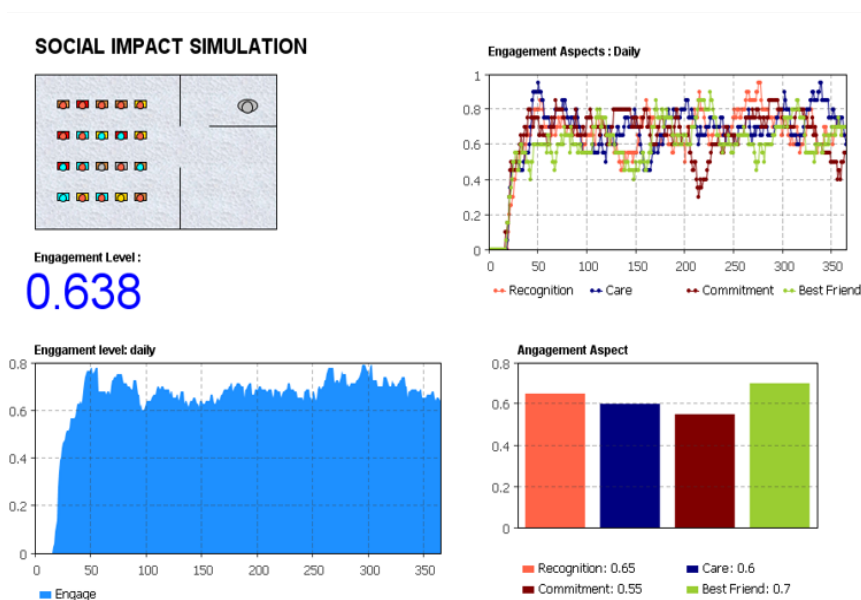 SOCIAL IMPACT SIMULATION
Engagement Level :
0.638
Engagement Aspects : Daily
1
0.8
0.6
0.4
0.2
0
0 50 100 150 200 250 300 350
Recognition Care Commitment Best Friend
Enggament level: daily
0.8
0.6
0.4
0.2
0
0 50 100 150 200 250 300 350
Engage
Angagement Aspect
0.8
0.6
0.4
0.2
0
Recognition: 0.65 Care: 0.6
Commitment: 0.55 Best Friend: 0.7